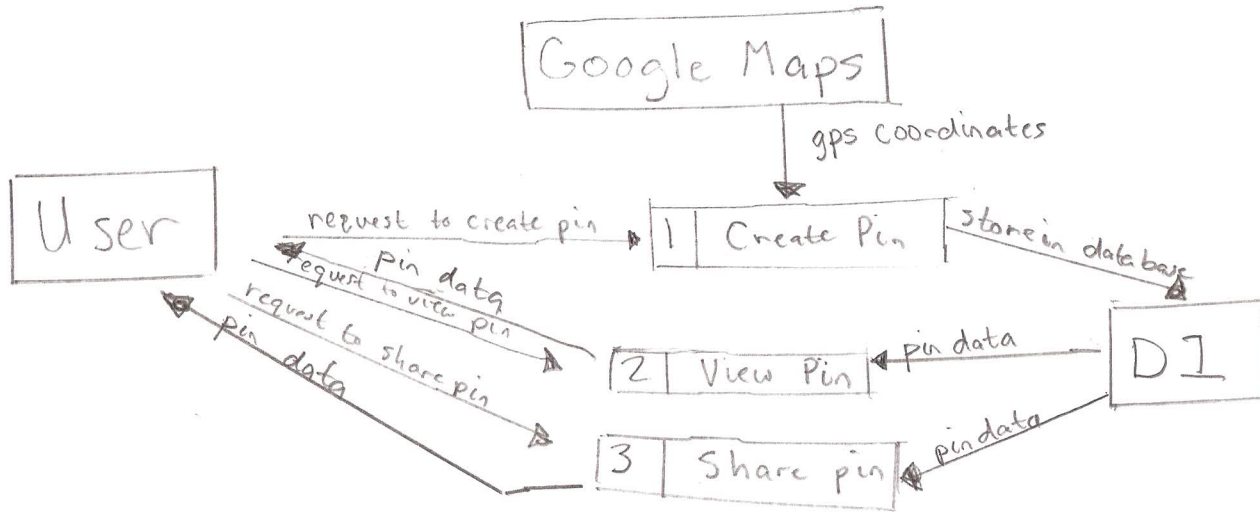 Google Maps
gps coordinates
User
request to create pin
1 Create Pin
store in database
pin data
request to view pin
request to share pin
pin data
2 View Pin
pin data
D1
3 Share pin
pin data